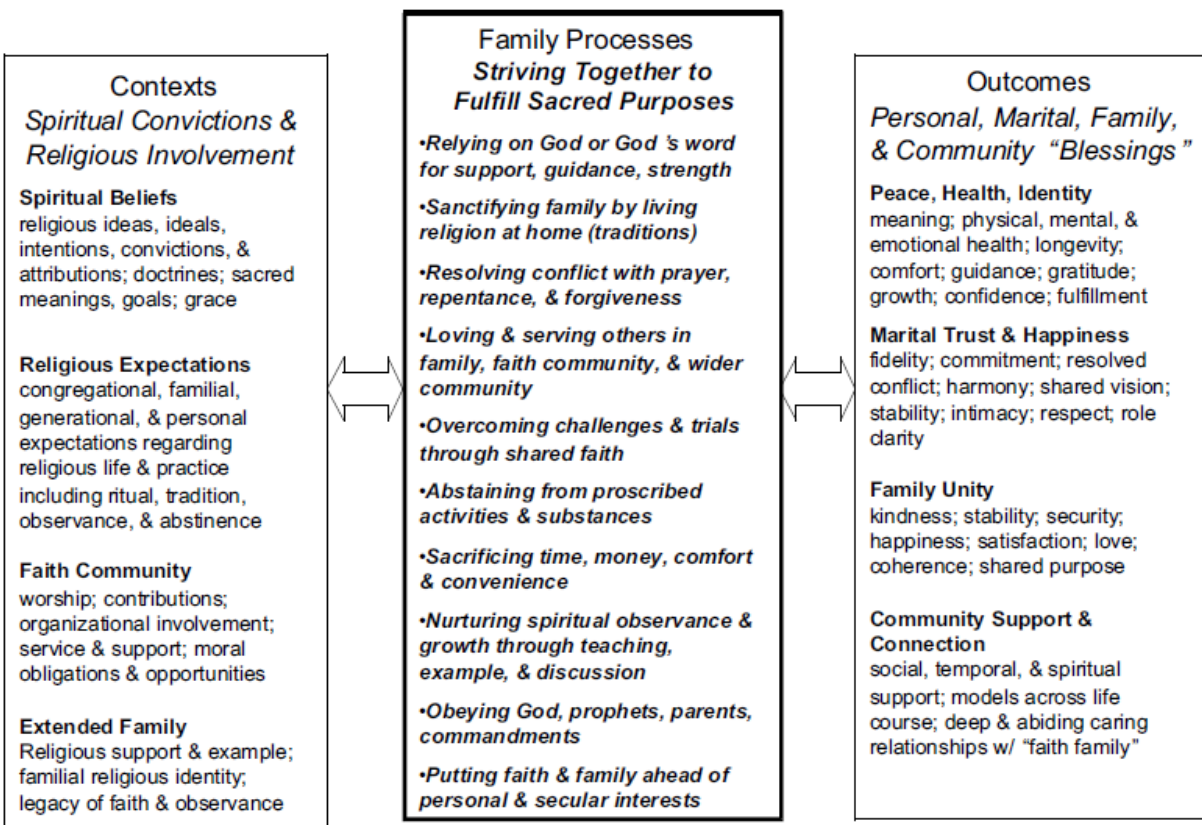 Contexts
Spiritual Convictions &
Religious Involvement
Spiritual Beliefs
religious ideas, ideals,
intentions, convictions, &
attributions; doctrines; sacred
meanings, goals; grace
Religious Expectations
congregational, familial,
generational, & personal
expectations regarding
religious life & practice
including ritual, tradition,
observance, & abstinence
Faith Community
worship; contributions;
organizational involvement;
service & support; moral
obligations & opportunities
Extended Family
Religious support & example;
familial religious identity;
legacy of faith & observance
Family Processes
Striving Together to
Fulfill Sacred Purposes
•Relying on God or God 's word
for support, guidance, strength
•Sanctifying family by living
religion at home (traditions)
•Resolving conflict with prayer,
repentance, & forgiveness
•Loving & serving others in
family, faith community, & wider
community
•Overcoming challenges & trials
through shared faith
•Abstaining from proscribed
activities & substances
•Sacrificing time, money, comfort
& convenience
•Nurturing spiritual observance &
growth through teaching,
example, & discussion
•Obeying God, prophets, parents,
commandments
•Putting faith & family ahead of
personal & secular interests
Outcomes
Personal, Marital, Family,
& Community “Blessings ”
Peace, Health, Identity
meaning; physical, mental, &
emotional health; longevity;
comfort; guidance; gratitude;
growth; confidence; fulfillment
Marital Trust & Happiness
fidelity; commitment; resolved
conflict; harmony; shared vision;
stability; intimacy; respect; role
clarity
Family Unity
kindness; stability; security;
happiness; satisfaction; love;
coherence; shared purpose
Community Support &
Connection
social, temporal, & spiritual
support; models across life
course; deep & abiding caring
relationships w/ “faith family”